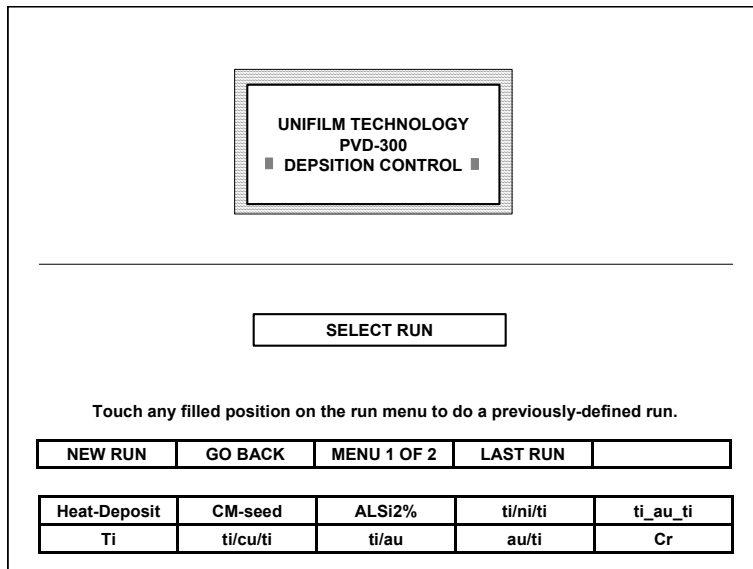 UNIFILM TECHNOLOGY
PVD-300
DEPSITION CONTROL
SELECT RUN
Touch any filled position on the run menu to do a previously-defined run.
NEW RUN GO BACK MENU 1 OF 2 LAST RUN
Heat-Deposit CM-seed ALSi2% ti/ni/ti ti_au_ti
Ti ti/cu/ti ti/au au/ti Cr